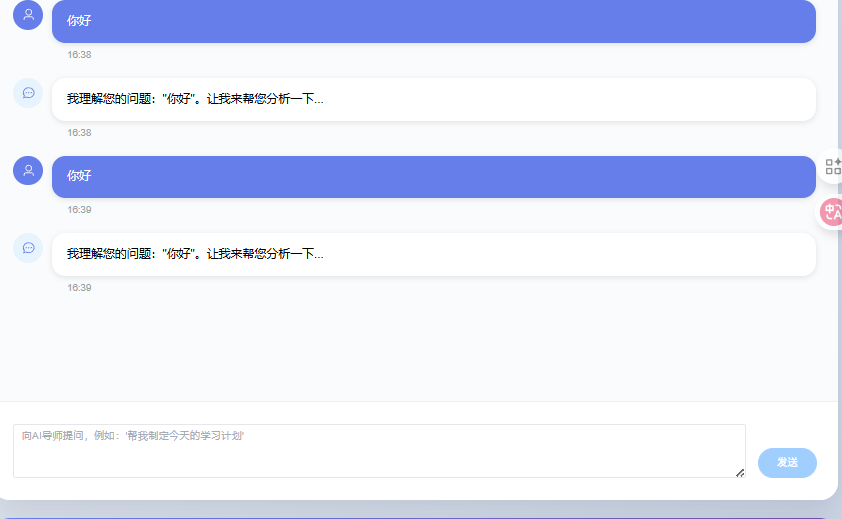 你好
16:38
我理解您的问题："你好"。让我来帮您分析一下...
16:38
你好
16:39
我理解您的问题："你好"。让我来帮您分析一下...
16:39
中A
向AI导师提问，例如：'帮我制定今天的学习计划'
发送